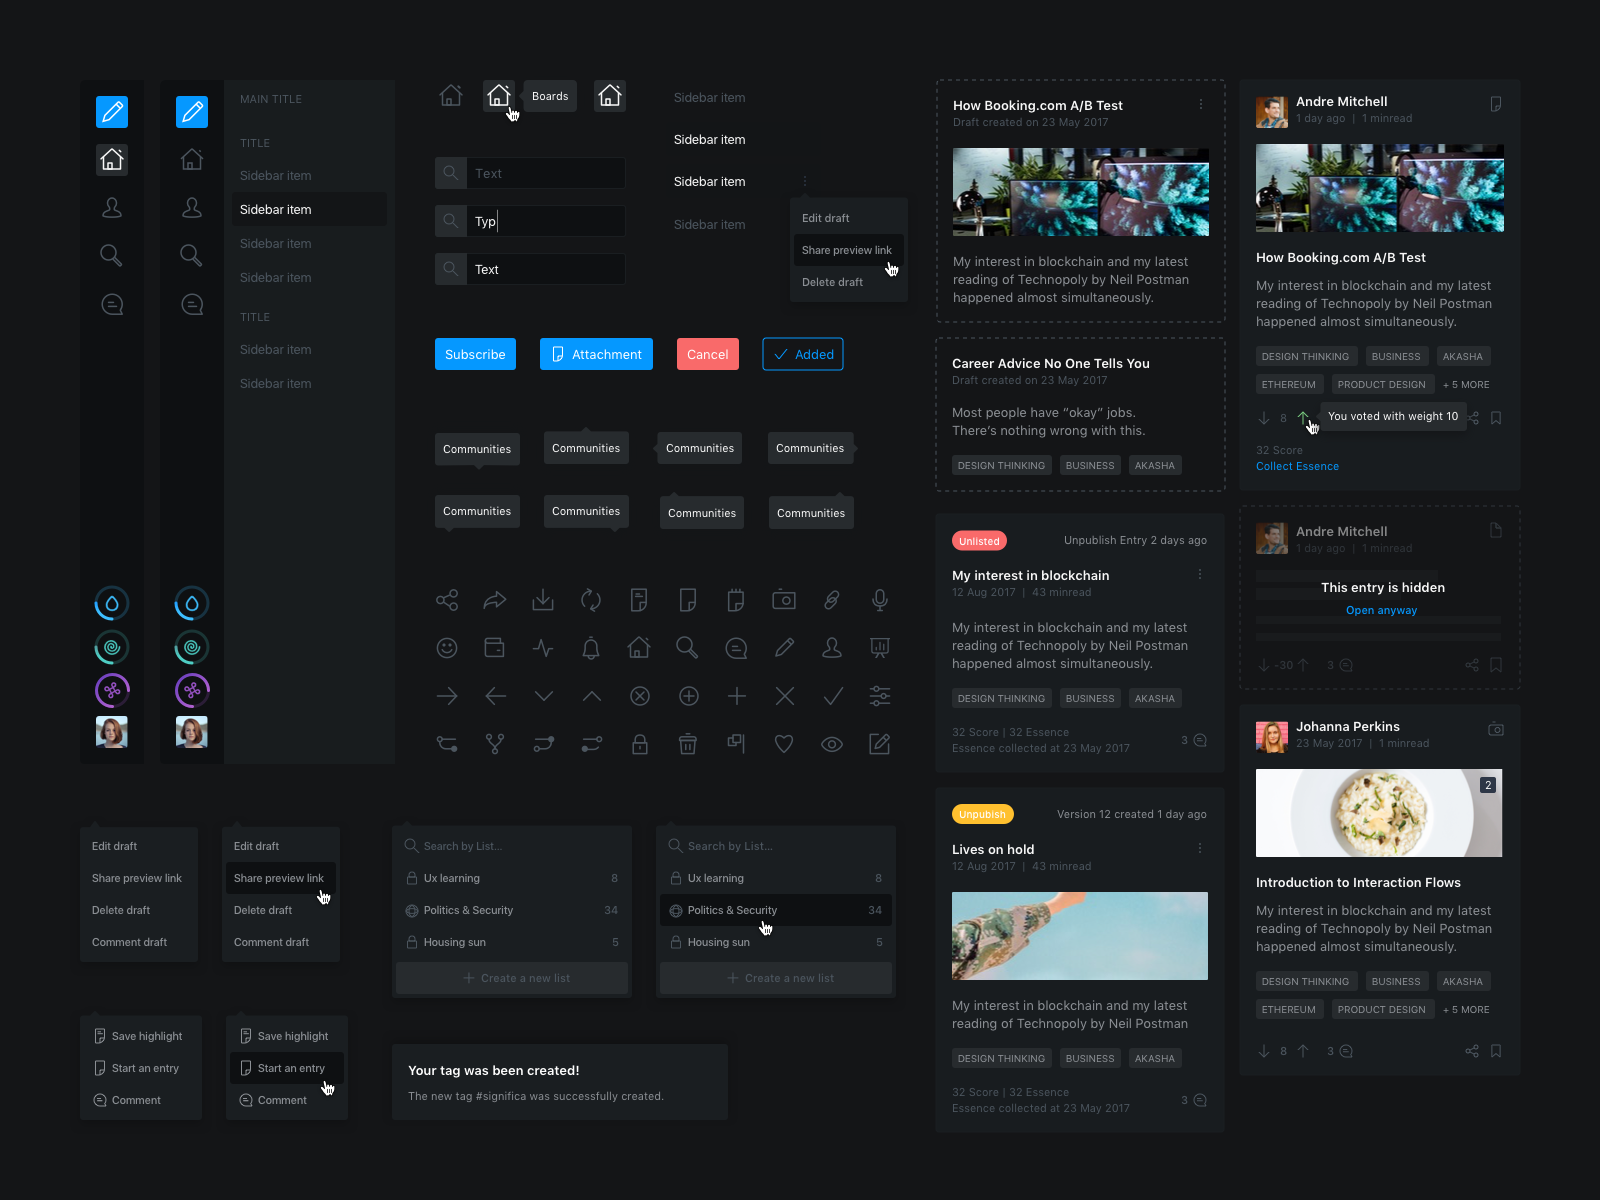 MAIN TITLE
TITLE
Sidebar item
Sidebar item
Sidebar item
Sidebar item
TITLE
Sidebar item
Sidebar item
Boards
Text
Typ
Text
Sidebar item
Sidebar item
Sidebar item
Sidebar item
Edit draft
Share preview link
Delete draft
Subscribe
Attachment
Cancel
Added
Communities
Communities
Communities
Communities
Communities
Communities
Communities
Communities
Edit draft
Share preview link
Delete draft
Comment draft
Edit draft
Share preview link
Delete draft
Comment draft
Search by List...
Ux learning 8
Politics & Security 34
Housing sun 5
+ Create a new list
Search by List...
Ux learning 8
Politics & Security 34
Housing sun 5
+ Create a new list
Save highlight
Start an entry
Comment
Save highlight
Start an entry
Comment
Your tag was been created!
The new tag #significa was successfully created.
How Booking.com A/B Test
Draft created on 23 May 2017
My interest in blockchain and my latest
reading of Technopoly by Neil Postman
happened almost simultaneously.
Career Advice No One Tells You
Draft created on 23 May 2017
Most people have “okay” jobs.
There’s nothing wrong with this.
DESIGN THINKING BUSINESS AKASHA
Unlisted Unpublish Entry 2 days ago
My interest in blockchain
12 Aug 2017 | 43 minread
My interest in blockchain and my latest
reading of Technopoly by Neil Postman
happened almost simultaneously.
DESIGN THINKING BUSINESS AKASHA
32 Score | 32 Essence
Essence collected at 23 May 2017 3
Unpubish Version 12 created 1 day ago
Lives on hold
12 Aug 2017 | 43 minread
My interest in blockchain and my latest
reading of Technopoly by Neil Postman
DESIGN THINKING BUSINESS AKASHA
32 Score | 32 Essence
Essence collected at 23 May 2017 3
Andre Mitchell
1 day ago | 1 minread
How Booking.com A/B Test
My interest in blockchain and my latest
reading of Technopoly by Neil Postman
happened almost simultaneously.
DESIGN THINKING BUSINESS AKASHA
ETHEREUM PRODUCT DESIGN + 5 MORE
8 You voted with weight 10
32 Score
Collect Essence
Andre Mitchell
1 day ago | 1 minread
This entry is hidden
Open anyway
-30 3
Johanna Perkins
23 May 2017 | 1 minread
2
Introduction to Interaction Flows
My interest in blockchain and my latest
reading of Technopoly by Neil Postman
happened almost simultaneously.
DESIGN THINKING BUSINESS AKASHA
ETHEREUM PRODUCT DESIGN + 5 MORE
8 3